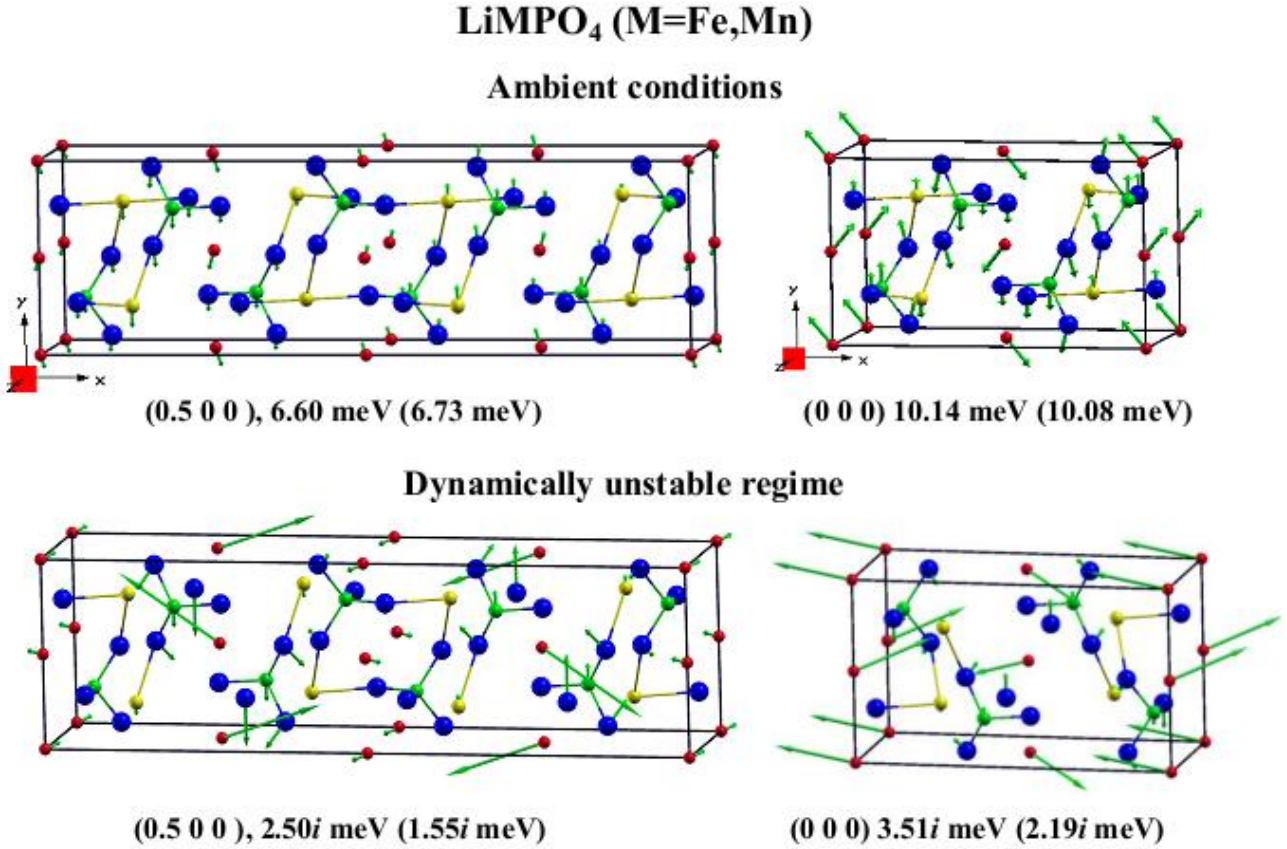 LiMPO₄ (M=Fe,Mn)
Ambient conditions
Y
Z
X
Y
Z
X
(0.5 0 0 ), 6.60 meV (6.73 meV)
(0 0 0) 10.14 meV (10.08 meV)
Dynamically unstable regime
(0.5 0 0 ), 2.50i meV (1.55i meV)
(0 0 0) 3.51i meV (2.19i meV)